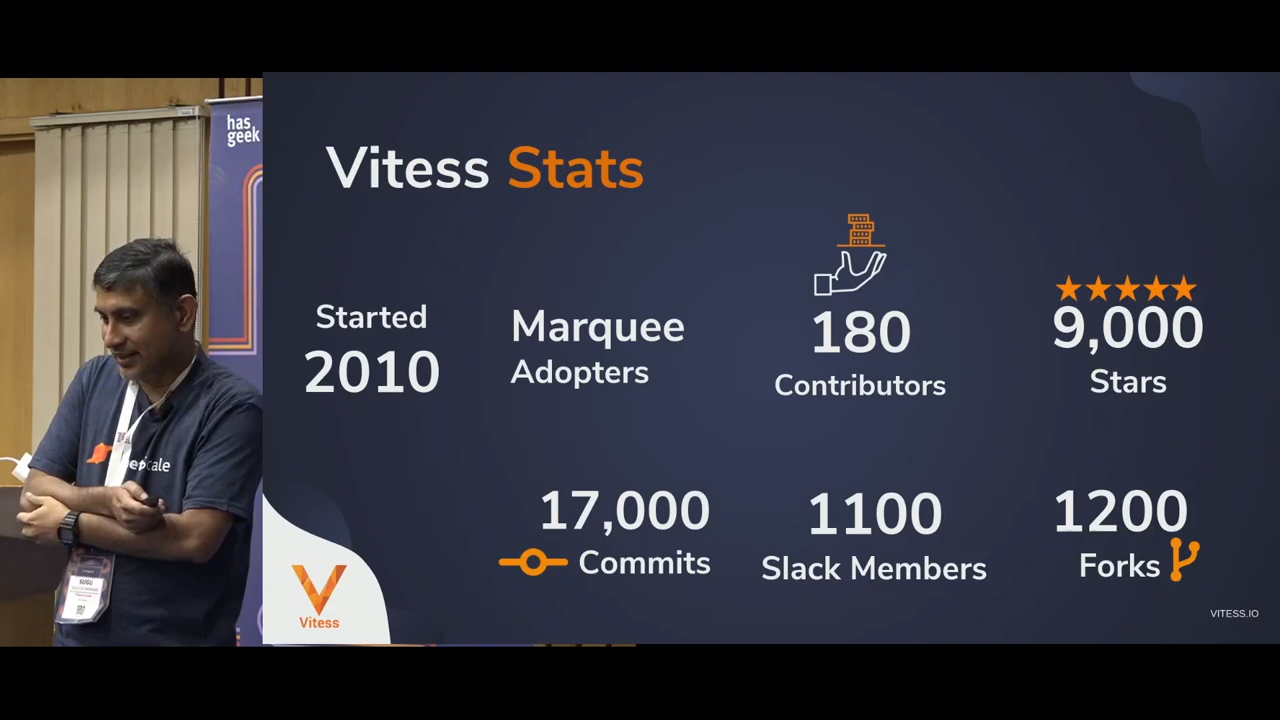 has
geek
Vitess Stats
Started
2010
Marquee
Adopters
180
Contributors
9,000
Stars
17,000
Commits
1100
Slack Members
1200
Forks
Vitess
VITESS.IO
SUGU